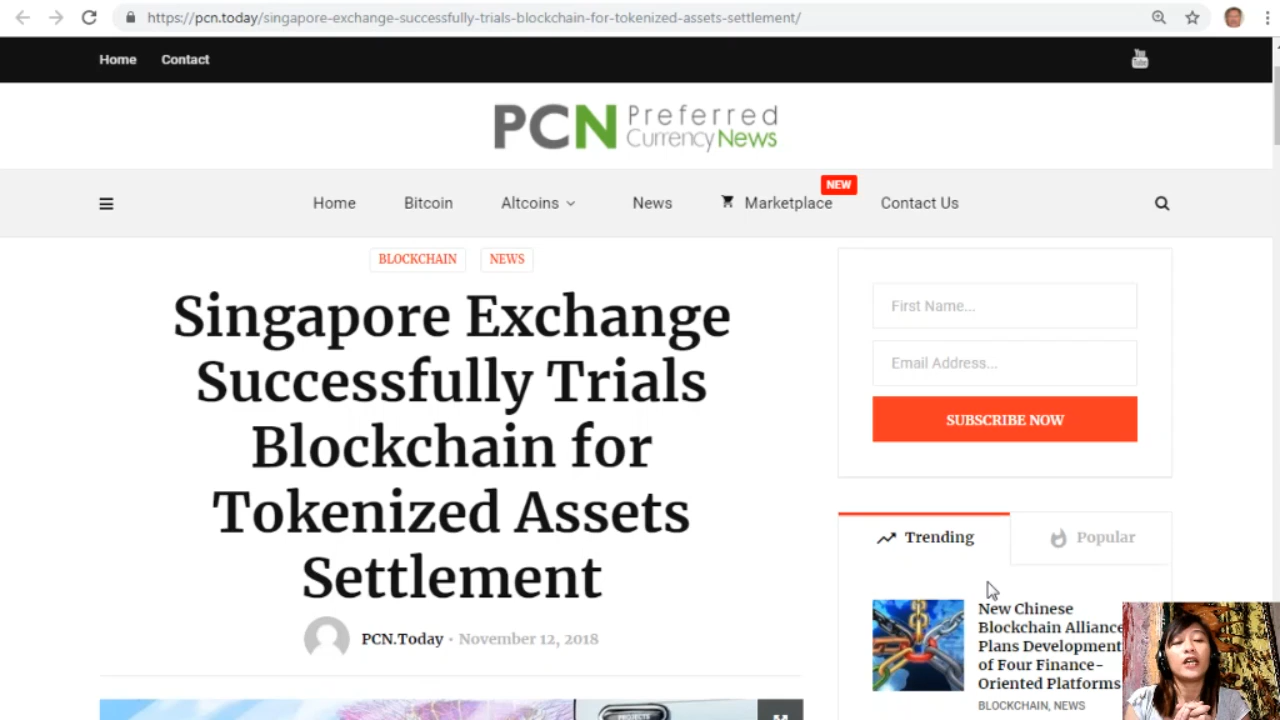 https://pcn.today/singapore-exchange-successfully-trials-blockchain-for-tokenized-assets-settlement/
Home Contact
You Tube
PCN Preferred
Currency News
NEW
Home Bitcoin Altcoins News Marketplace Contact Us
BLOCKCHAIN NEWS
Singapore Exchange
Successfully Trials
Blockchain for
Tokenized Assets
Settlement
PCN.Today • November 12, 2018
First Name...
Email Address...
SUBSCRIBE NOW
Trending Popular
New Chinese
Blockchain Alliance
Plans Development
of Four Finance-
Oriented Platforms
BLOCKCHAIN, NEWS